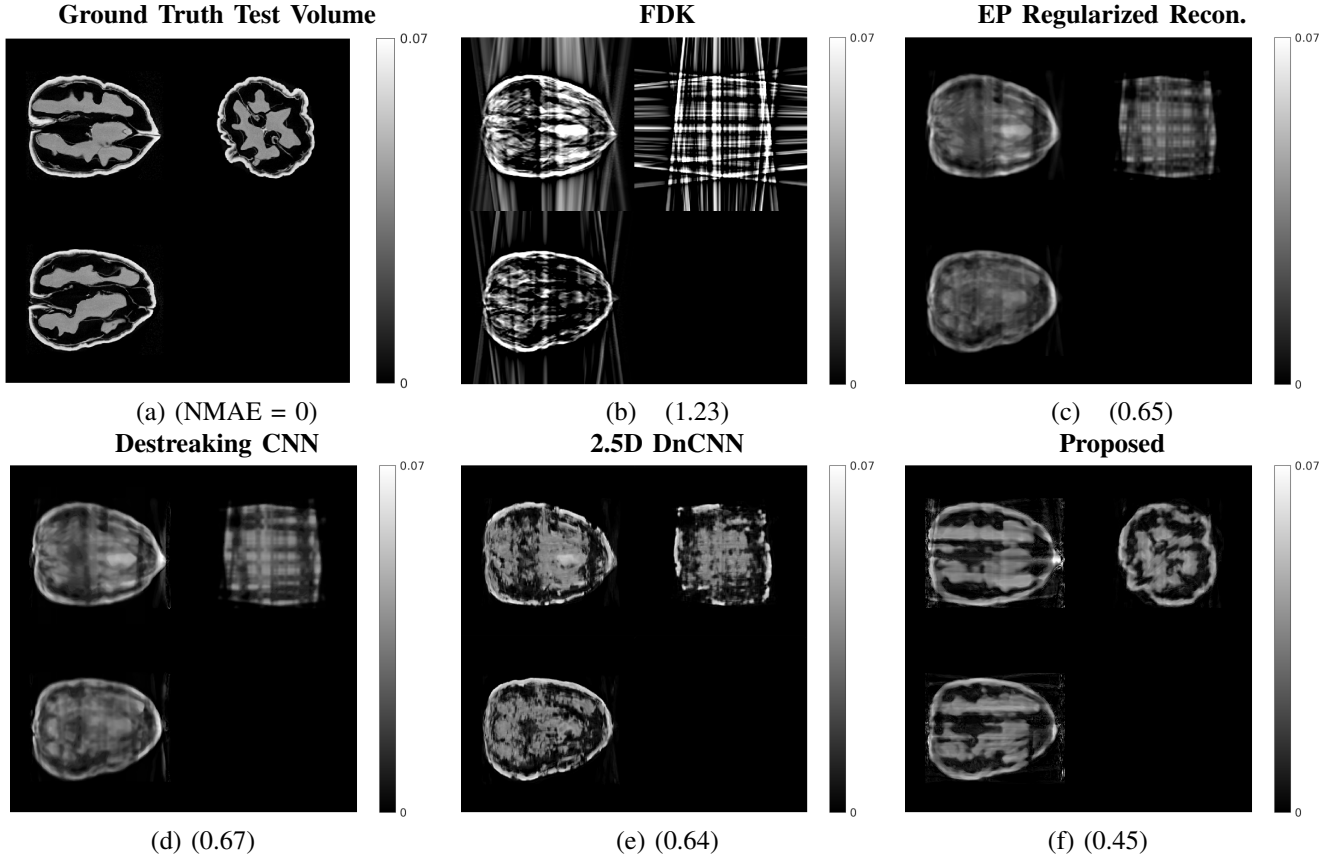 Ground Truth Test Volume
FDK
EP Regularized Recon.
0.07
0
0.07
0
0.07
0
(a) (NMAE = 0)
(b) (1.23)
(c) (0.65)
Destreaking CNN
2.5D DnCNN
Proposed
0.07
0
0.07
0
0.07
0
(d) (0.67)
(e) (0.64)
(f) (0.45)